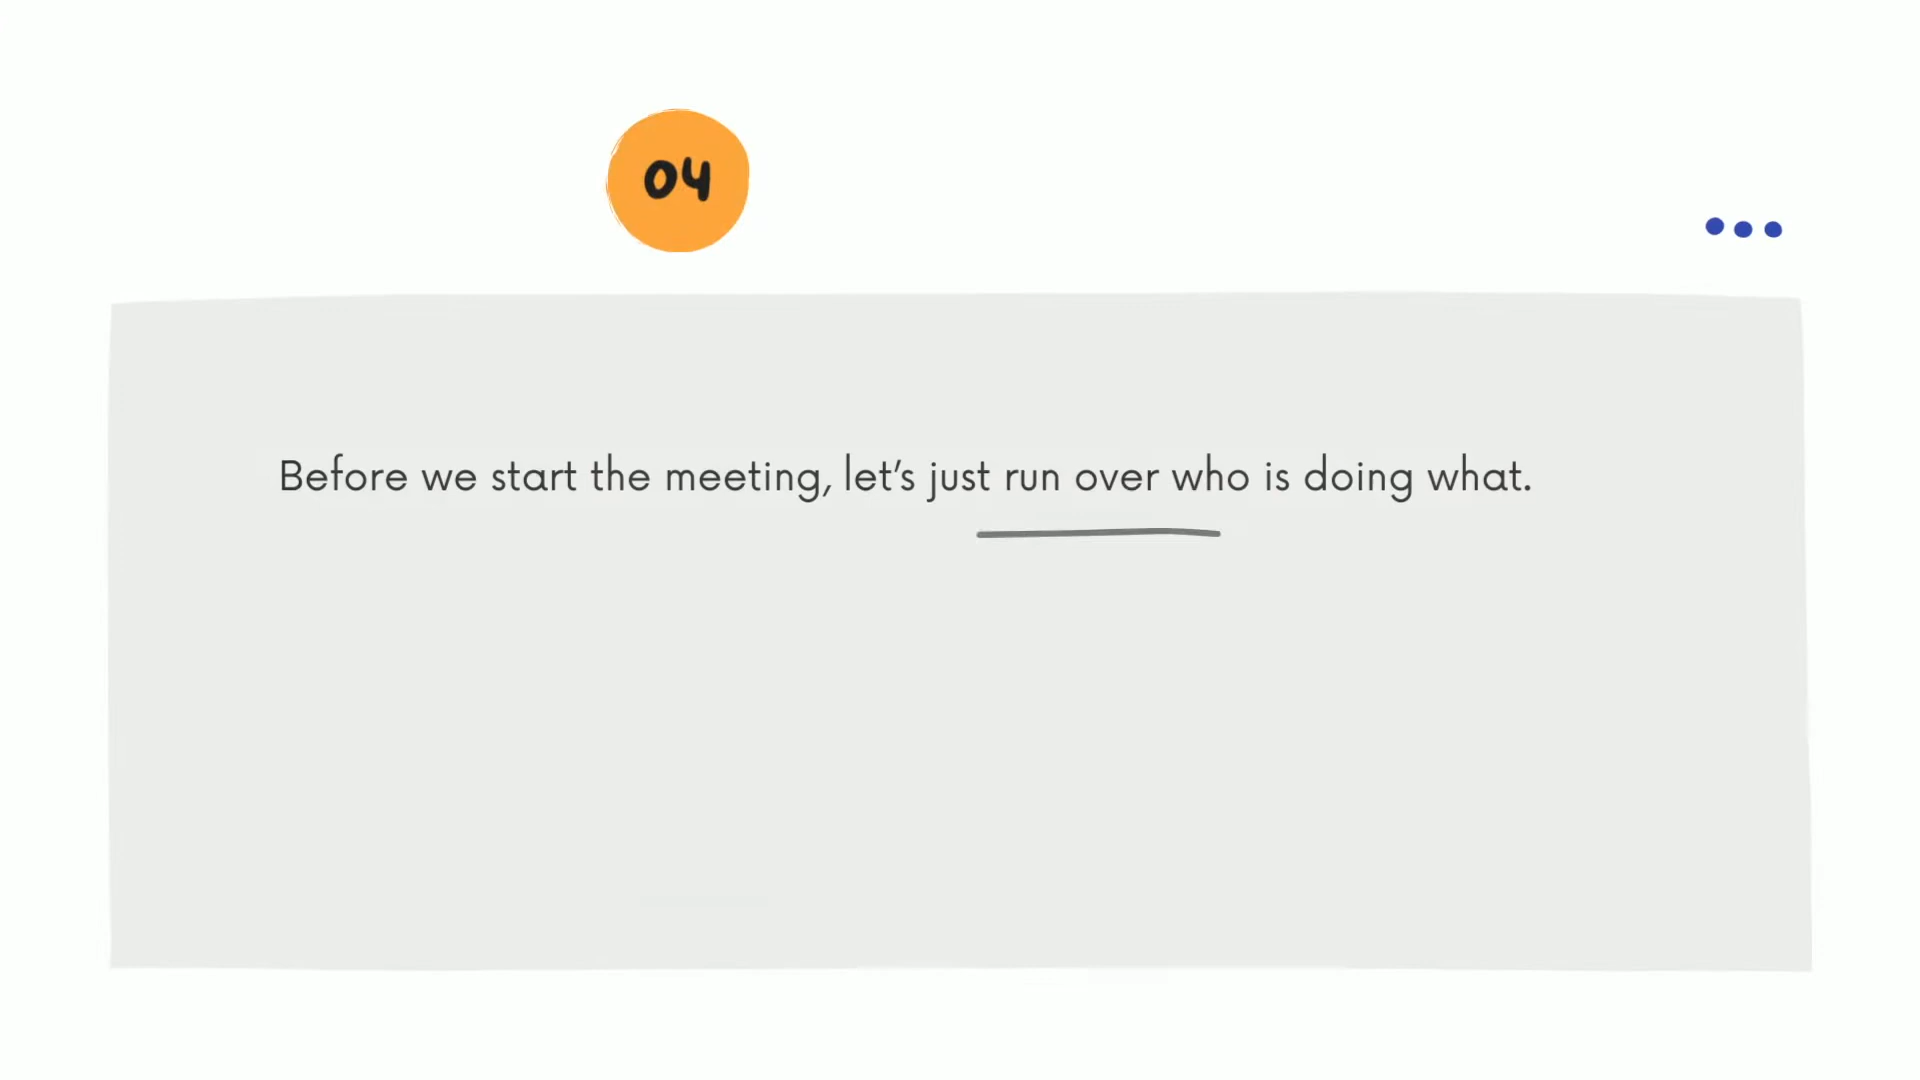 04
Before we start the meeting, let’s just run over who is doing what.